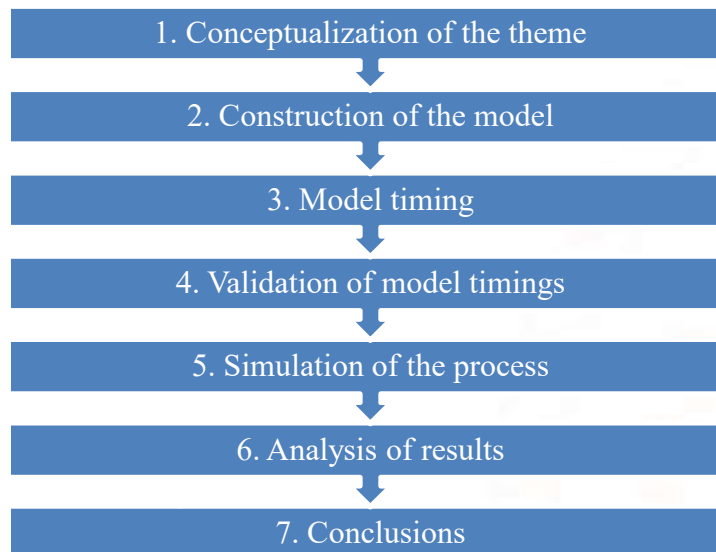 1. Conceptualization of the theme
2. Construction of the model
3. Model timing
4. Validation of model timings
5. Simulation of the process
6. Analysis of results
7. Conclusions